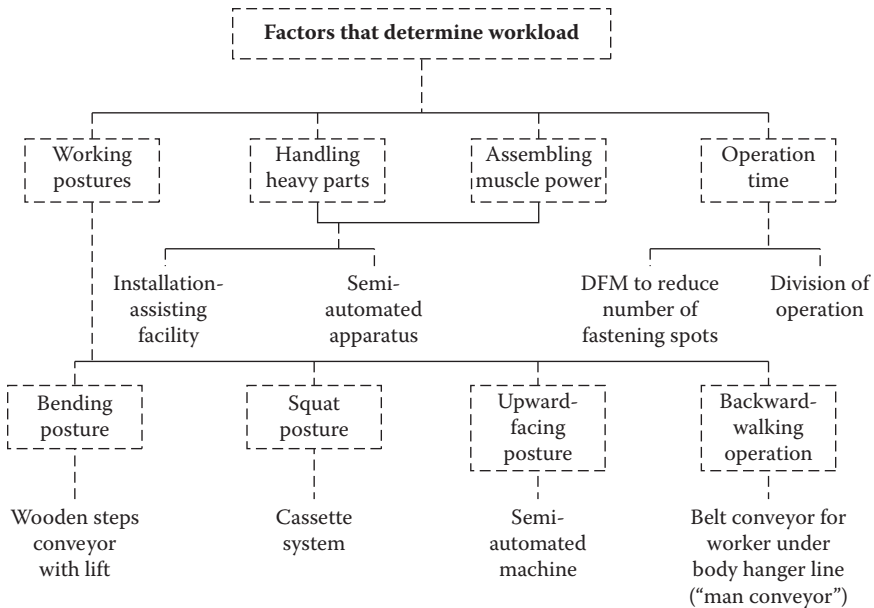 Factors that determine workload
Working
postures
Handling
heavy parts
Assembling
muscle power
Operation
time
Installation-
assisting
facility
Semi-
automated
apparatus
DFM to reduce
number of
fastening spots
Division of
operation
Bending
posture
Squat
posture
Upward-
facing
posture
Backward-
walking
operation
Wooden steps
conveyor
with lift
Cassette
system
Semi-
automated
machine
Belt conveyor for
worker under
body hanger line
(“man conveyor”)